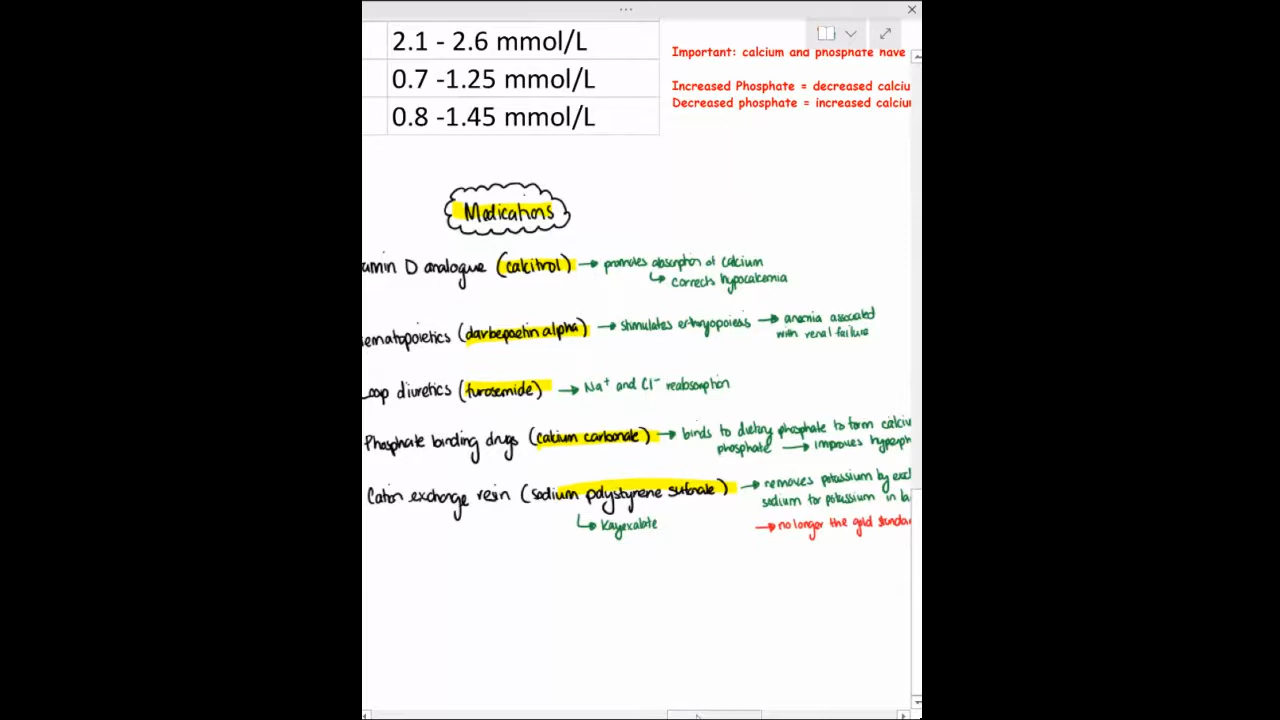 2.1 - 2.6 mmol/L
0.7 -1.25 mmol/L
0.8 -1.45 mmol/L
Important: calcium and phosphate have
Increased Phosphate = decreased calciu
Decreased phosphate = increased calcium
Medications
amin D analogue (calcitrol) → promotes absorption of calcium
↳ corrects hypocalcemia
ematopoietics (darbepoetin alpha) → stimulates erthryopoiesis → anemia associated
with renal failure
Loop diuretics (furosemide) → Na⁺ and Cl⁻ reabsorption
Phosphate binding drugs (calcium carbonate) → binds to dietary phosphate to form calciu
phosphate → improves hyperph
Cation exchange resin (sodium polystyrene sulfonate) → removes potassium by exc
sodium for potassium in la
↳ Kayexalate
→ no longer the gold standar